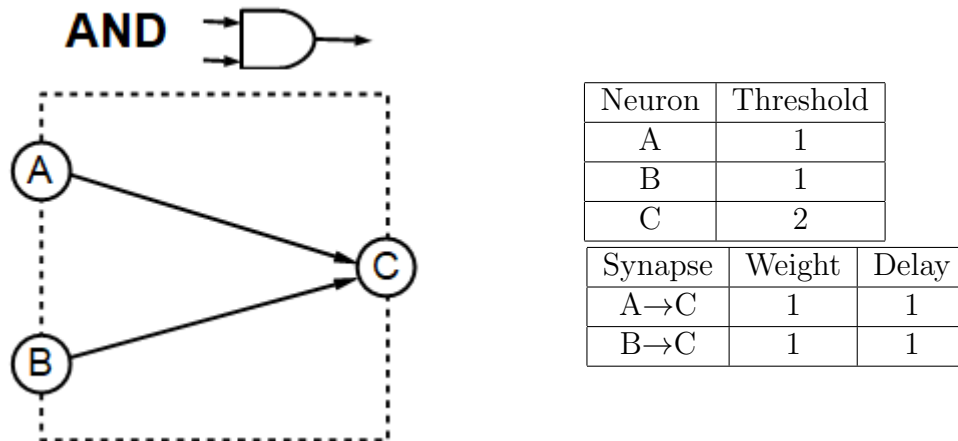 AND
A
B
C
Neuron Threshold
A 1
B 1
C 2
Synapse Weight Delay
A→C 1 1
B→C 1 1